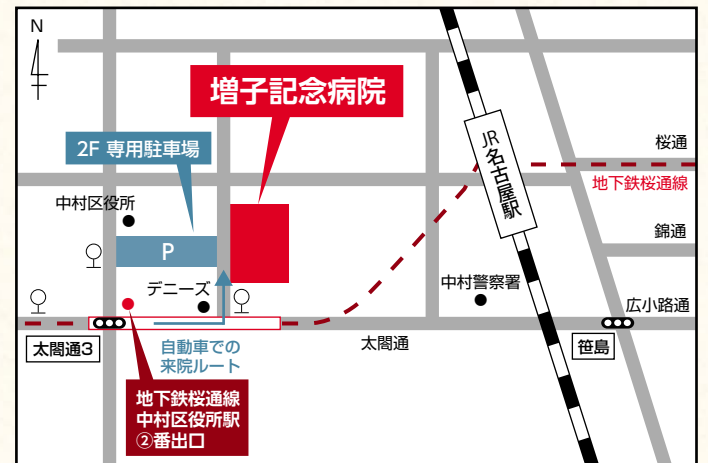 N
増子記念病院
2F 専用駐車場
JR名古屋駅
桜通
地下鉄桜通線
中村区役所
錦通
P
デニーズ
中村警察署
広小路通
太閤通3
自動車での
来院ルート
太閤通
笹島
地下鉄桜通線
中村区役所駅
②番出口